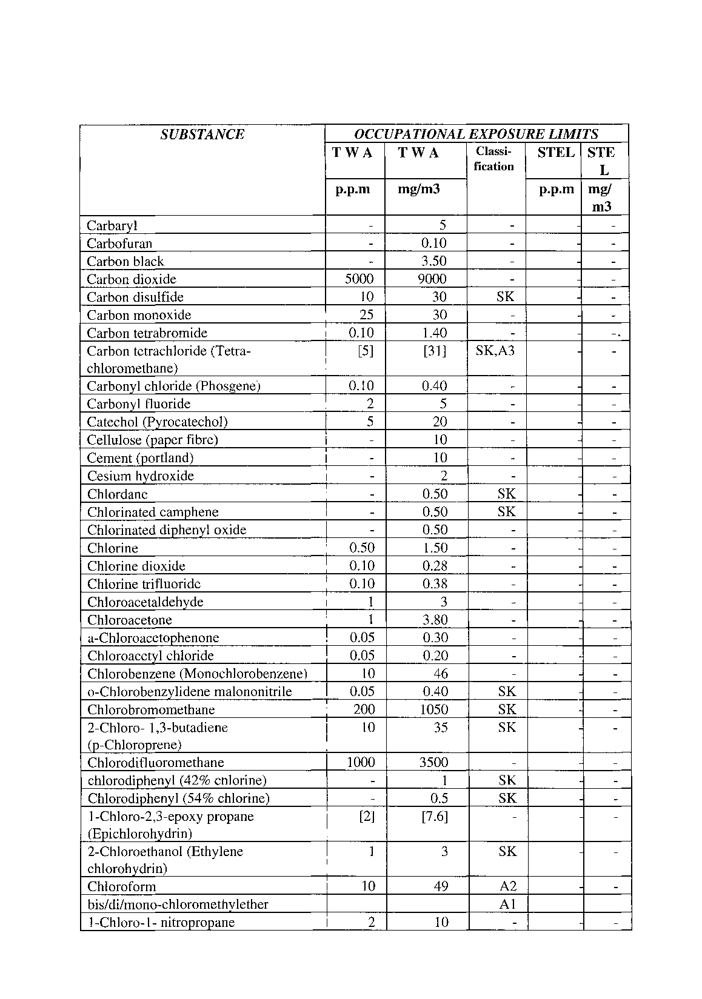 SUBSTANCE OCCUPATIONAL EXPOSURE LIMITS
T W A T W A Classi- STEL STE
fication L
p.p.m mg/m3 p.p.m mg/
m3
Carbaryl - 5 - - -
Carbofuran - 0.10 - - -
Carbon black - 3.50 - - -
Carbon dioxide 5000 9000 - - -
Carbon disulfide 10 30 SK - -
Carbon monoxide 25 30 - - -
Carbon tetrabromide 0.10 1.40 - - -.
Carbon tetrachloride (Tetra- [5] [31] SK,A3 - -
chloromethane)
Carbonyl chloride (Phosgene) 0.10 0.40 - - -
Carbonyl fluoride 2 5 - - -
Catechol (Pyrocatechol) 5 20 - - -
Cellulose (paper fibre) - 10 - - -
Cement (portland) - 10 - - -
Cesium hydroxide - 2 - - -
Chlordane - 0.50 SK - -
Chlorinated camphene - 0.50 SK - -
Chlorinated diphenyl oxide - 0.50 - - -
Chlorine 0.50 1.50 - - -
Chlorine dioxide 0.10 0.28 - - -
Chlorine trifluoride 0.10 0.38 - - -
Chloroacetaldehyde 1 3 - - -
Chloroacetone 1 3.80 - - -
a-Chloroacetophenone 0.05 0.30 - - -
Chloroacetyl chloride 0.05 0.20 - - -
Chlorobenzene (Monochlorobenzene) 10 46 - - -
o-Chlorobenzylidene malononitrile 0.05 0.40 SK - -
Chlorobromomethane 200 1050 SK - -
2-Chloro- 1,3-butadiene 10 35 SK - -
(p-Chloroprene)
Chlorodifluoromethane 1000 3500 - - -
chlorodiphenyl (42% cnlorine) - 1 SK - -
Chlorodiphenyl (54% chlorine) - 0.5 SK - -
1-Chloro-2,3-epoxy propane [2] [7.6] - - -
(Epichlorohydrin)
2-Chloroethanol (Ethylene 1 3 SK - -
chlorohydrin)
Chloroform 10 49 A2 - -
bis/di/mono-chloromethylether A1
1-Chloro-1- nitropropane 2 10 - - -